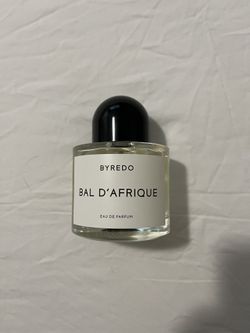 BYREDO
BAL D'AFRIQUE
EAU DE PARFUM